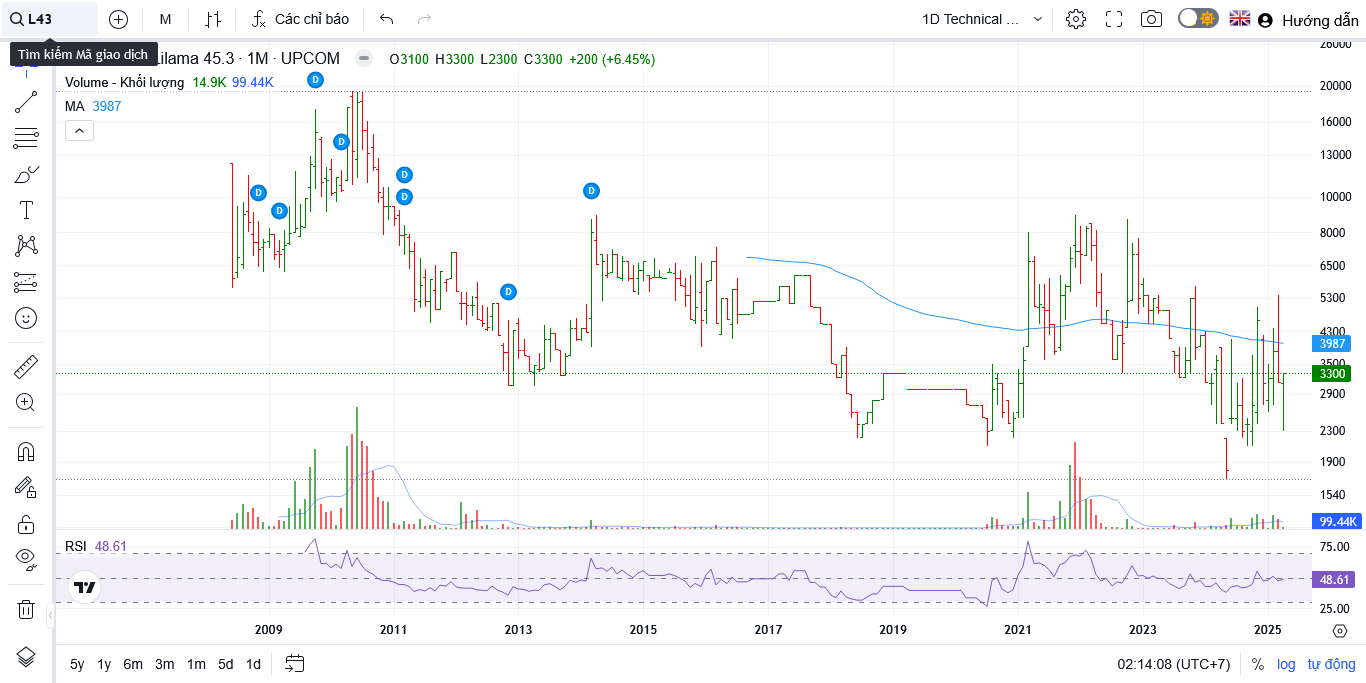 L43 M Các chỉ báo 1D Technical ... Hướng dẫn
Tìm kiếm Mã giao dịch
Lilama 45.3 · 1M · UPCOM O3100 H3300 L2300 C3300 +200 (+6.45%)
Volume - Khối lượng 14.9K 99.44K
MA 3987
D
D
D
D
D
D
D
D
26000
20000
16000
13000
10000
8000
6500
5300
4300
3987
3500
3300
2900
2300
1900
1540
99.44K
RSI 48.61
75.00
48.61
25.00
2009 2011 2013 2015 2017 2019 2021 2023 2025
5y 1y 6m 3m 1m 5d 1d 02:14:08 (UTC+7) % log tự động